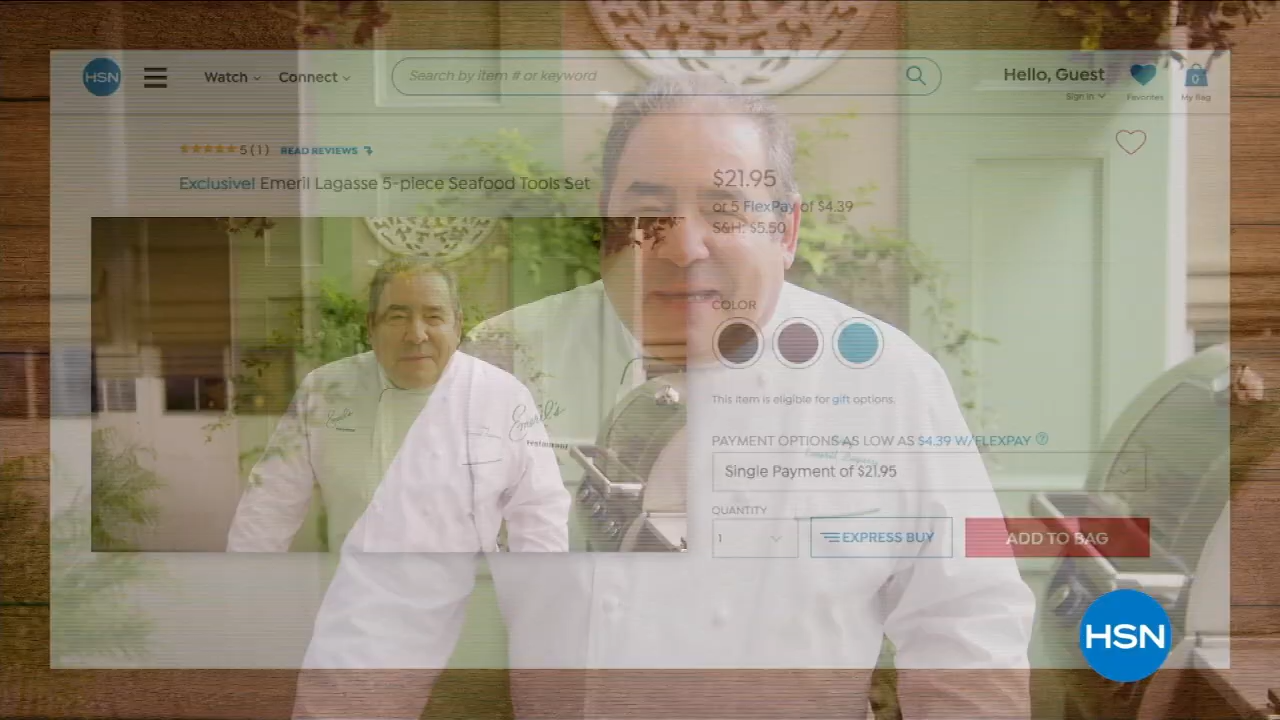 HSN
Watch
Connect
Search by item # or keyword
Hello, Guest
Sign In
Favorites
0
My Bag
5 (1) READ REVIEWS
Exclusive! Emeril Lagasse 5-piece Seafood Tools Set
$21.95
or 5 FlexPay of $4.39
S&H: $5.50
COLOR
Emeril's
Emeril's
restaurant
This item is eligible for gift options.
PAYMENT OPTIONS AS LOW AS $4.39 W/FLEXPAY ?
Single Payment of $21.95
QUANTITY
1
EXPRESS BUY
ADD TO BAG
HSN